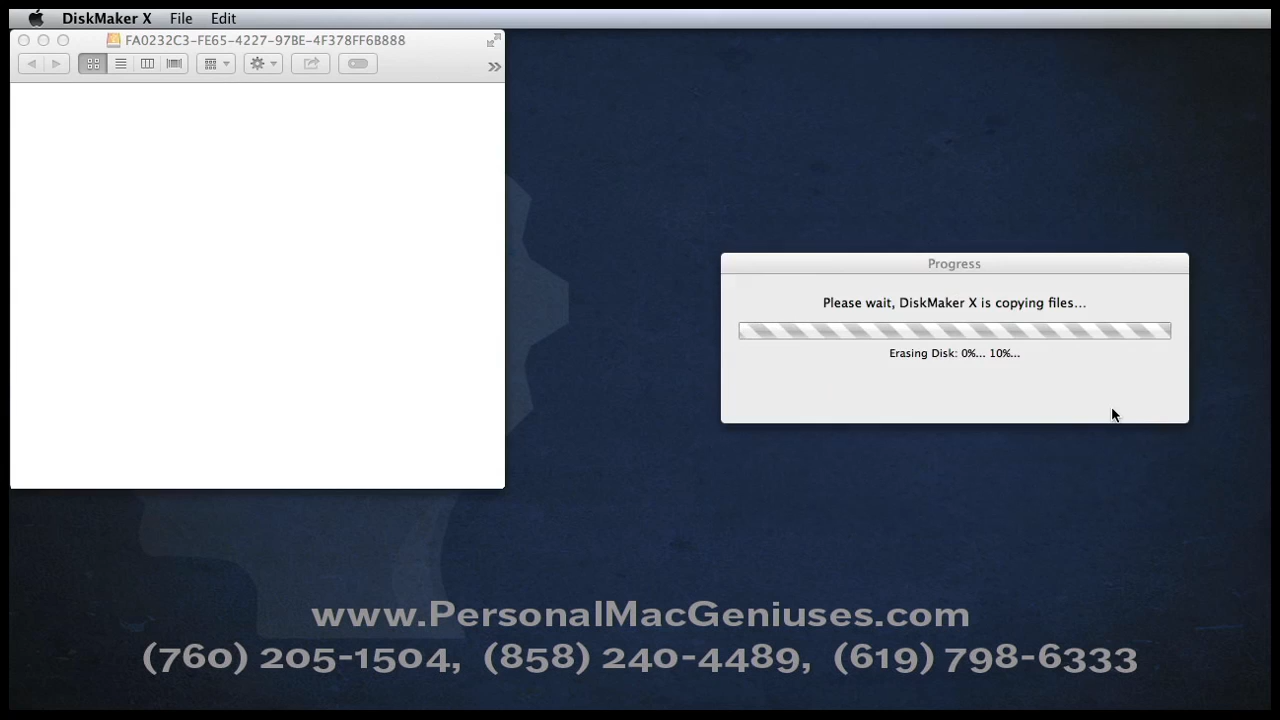 DiskMaker X File Edit
FA0232C3-FE65-4227-97BE-4F378FF6B888
Progress
Please wait, DiskMaker X is copying files...
Erasing Disk: 0%... 10%...
www.PersonalMacGeniuses.com
(760) 205-1504, (858) 240-4489, (619) 798-6333